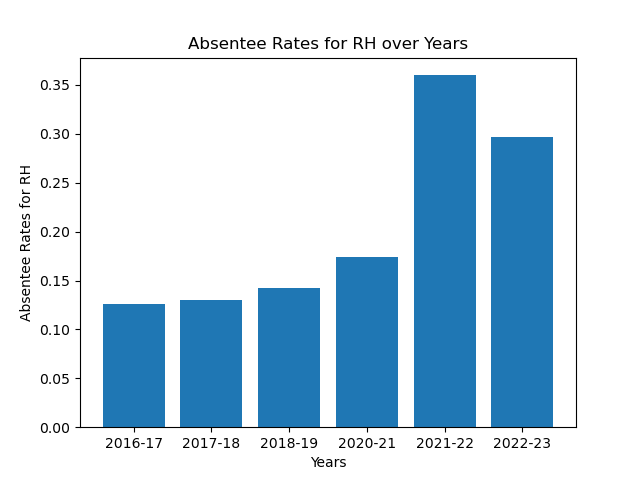 Absentee Rates for RH over Years
Absentee Rates for RH
0.35
0.30
0.25
0.20
0.15
0.10
0.05
0.00
2016-17 2017-18 2018-19 2020-21 2021-22 2022-23
Years